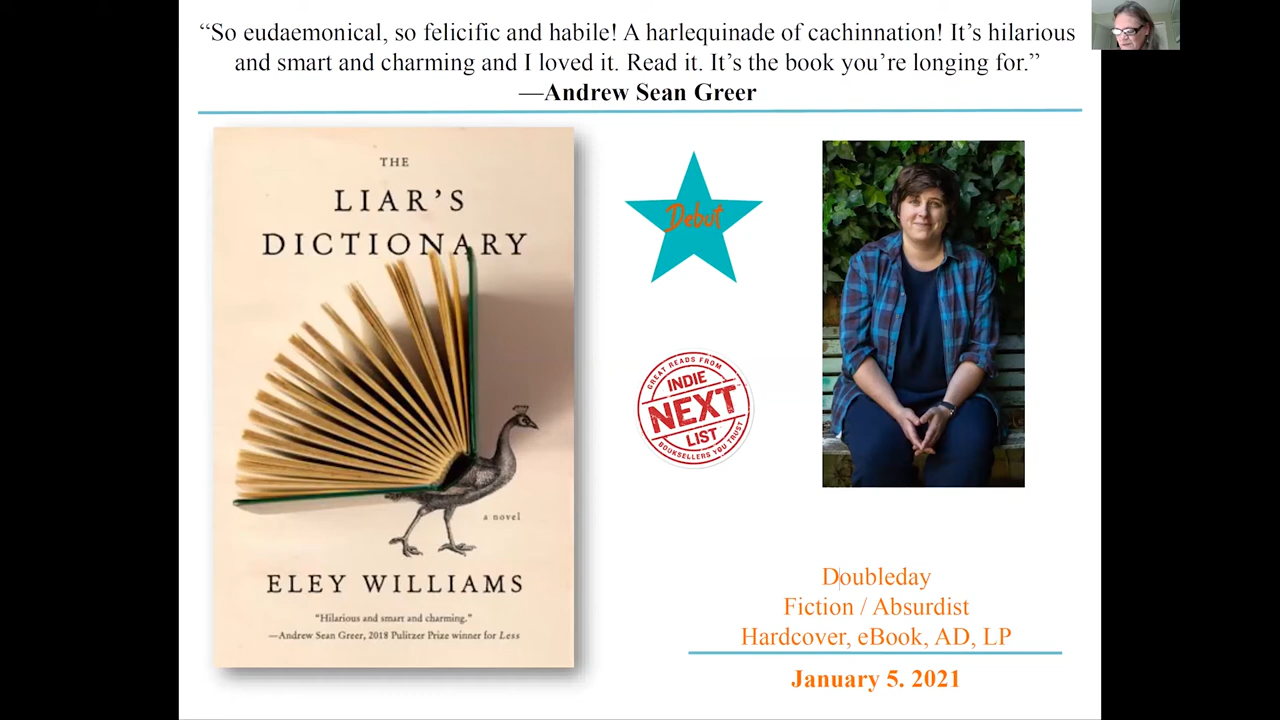 “So eudaemonical, so felicific and habile! A harlequinade of cachinnation! It’s hilarious
and smart and charming and I loved it. Read it. It’s the book you’re longing for.”
—Andrew Sean Greer
THE
LIAR’S
DICTIONARY
a novel
ELEY WILLIAMS
“Hilarious and smart and charming.”
—Andrew Sean Greer, 2018 Pulitzer Prize winner for Less
Debut
GREAT READS FROM
INDIE
NEXT
LIST
BOOKSELLERS YOU TRUST
Doubleday
Fiction / Absurdist
Hardcover, eBook, AD, LP
January 5. 2021